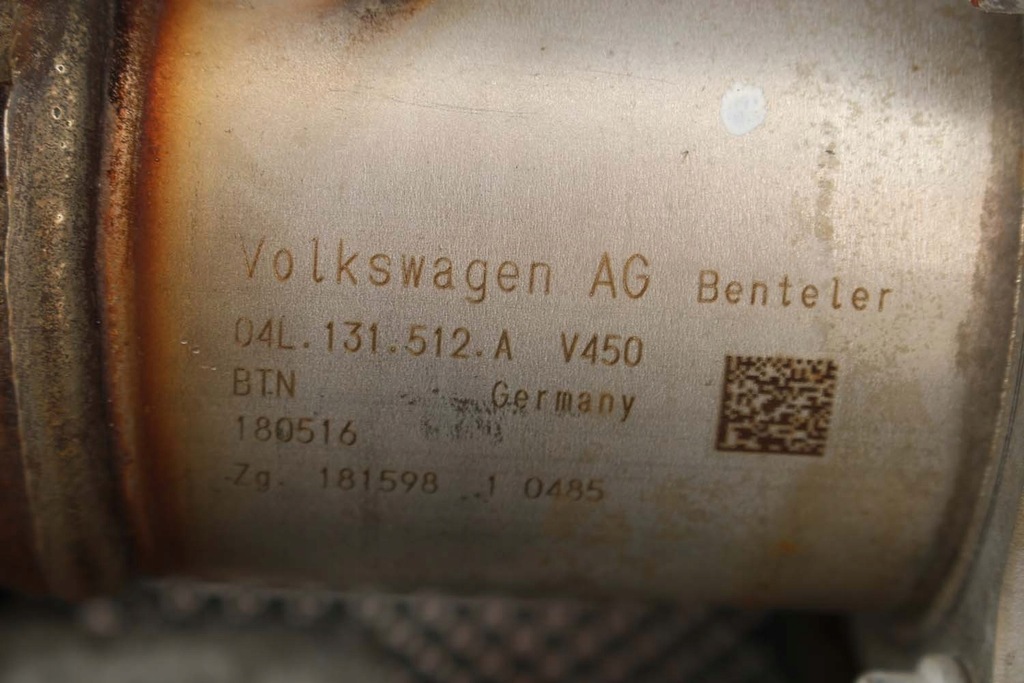 Volkswagen AG Benteler
04L.131.512.A V450
BTN Germany
180516
Zg. 181598 1 0485